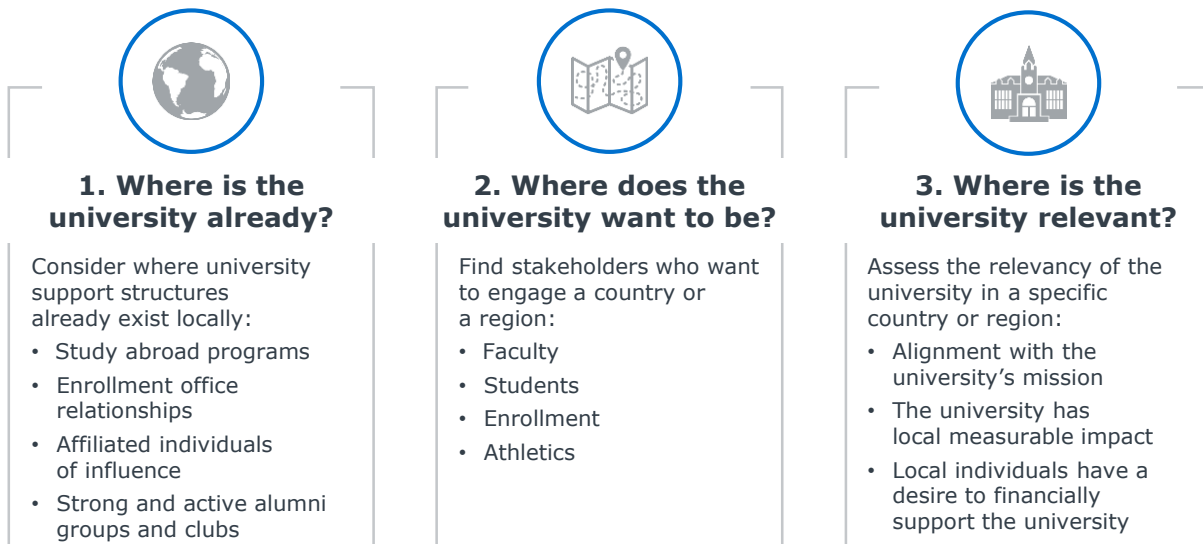 1. Where is the
university already?
Consider where university
support structures
already exist locally:
• Study abroad programs
• Enrollment office
relationships
• Affiliated individuals
of influence
• Strong and active alumni
groups and clubs
2. Where does the
university want to be?
Find stakeholders who want
to engage a country or
a region:
• Faculty
• Students
• Enrollment
• Athletics
3. Where is the
university relevant?
Assess the relevancy of the
university in a specific
country or region:
• Alignment with the
university’s mission
• The university has
local measurable impact
• Local individuals have a
desire to financially
support the university